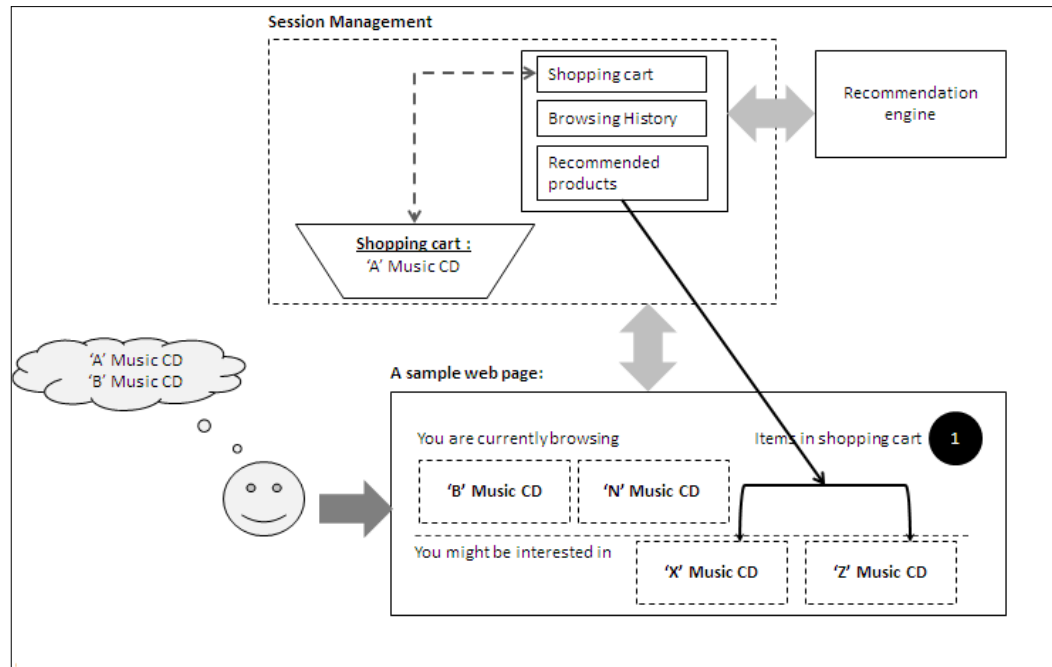 Session Management
Shopping cart
Browsing History
Recommended
products
Recommendation
engine
Shopping cart :
‘A’ Music CD
‘A’ Music CD
‘B’ Music CD
A sample web page:
You are currently browsing
Items in shopping cart
1
‘B’ Music CD
‘N’ Music CD
You might be interested in
‘X’ Music CD
‘Z’ Music CD